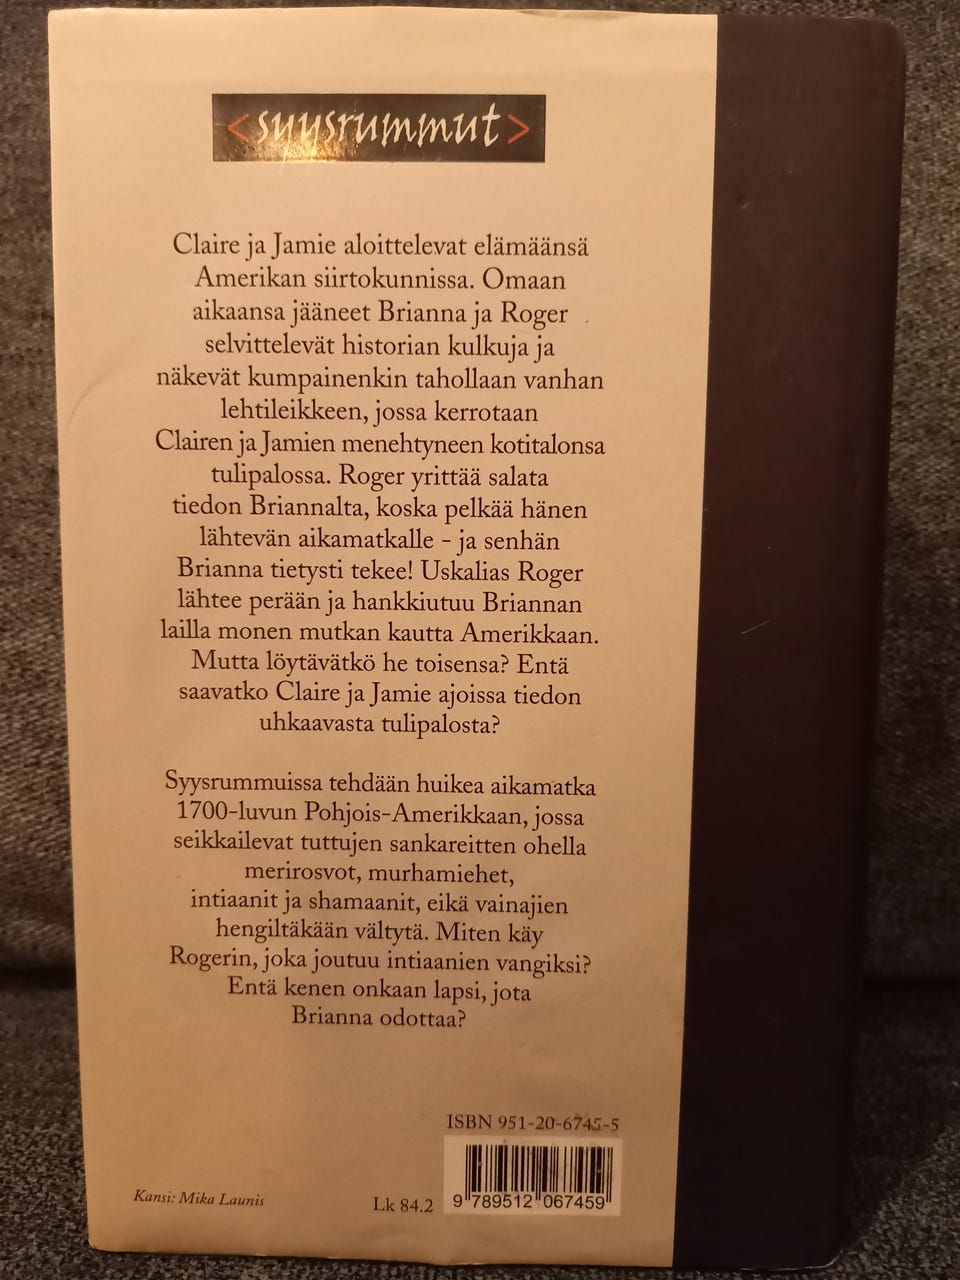 <suusrummut>
Claire ja Jamie aloittelevat elämäänsä
Amerikan siirtokunnissa. Omaan
aikaansa jääneet Brianna ja Roger
selvittelevät historian kulkuja ja
näkevät kumpainenkin tahollaan vanhan
lehtileikkeen, jossa kerrotaan
Clairen ja Jamien menehtyneen kotitalonsa
tulipalossa. Roger yrittää salata
tiedon Briannalta, koska pelkää hänen
lähtevän aikamatkalle - ja senhän
Brianna tietysti tekee! Uskalias Roger
lähtee perään ja hankkiutuu Briannan
lailla monen mutkan kautta Amerikkaan.
Mutta löytävätkö he toisensa? Entä
saavatko Claire ja Jamie ajoissa tiedon
uhkaavasta tulipalosta?
Syysrummuissa tehdään huikea aikamatka
1700-luvun Pohjois-Amerikkaan, jossa
seikkailevat tuttujen sankareitten ohella
merirosvot, murhamiehet,
intiaanit ja shamaanit, eikä vainajien
hengiltäkään vältytä. Miten käy
Rogerin, joka joutuu intiaanien vangiksi?
Entä kenen onkaan lapsi, jota
Brianna odottaa?
ISBN 951-20-6745-5
Kansi: Mika Launis
Lk 84.2
9 789512 067459